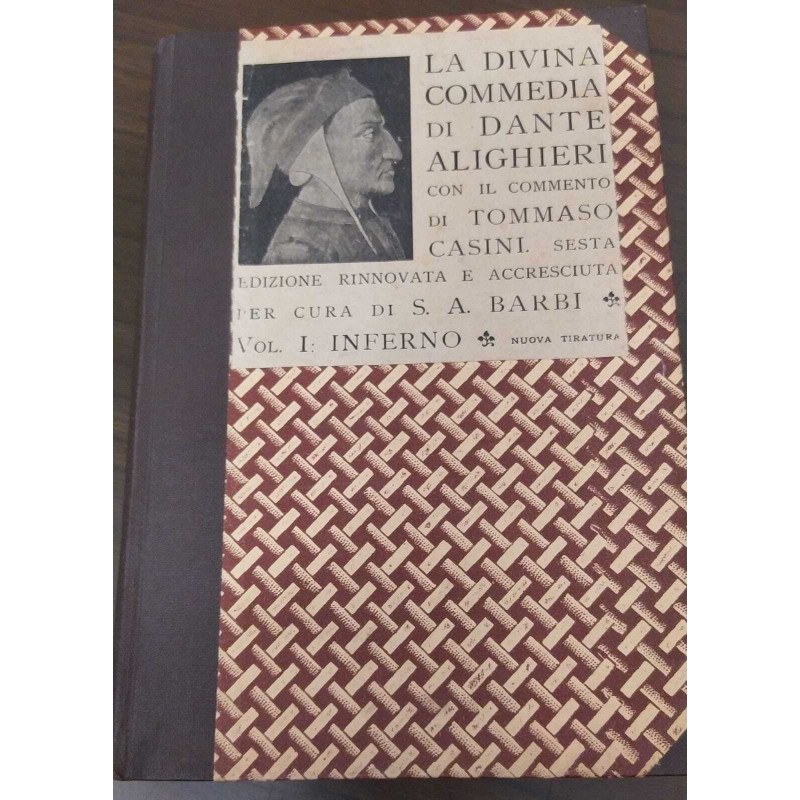 LA DIVINA
COMMEDIA
DI DANTE
ALIGHIERI
CON IL COMMENTO
DI TOMMASO
CASINI. SESTA
EDIZIONE RINNOVATA E ACCRESCIUTA
PER CURA DI S. A. BARBI
VOL. I: INFERNO NUOVA TIRATURA